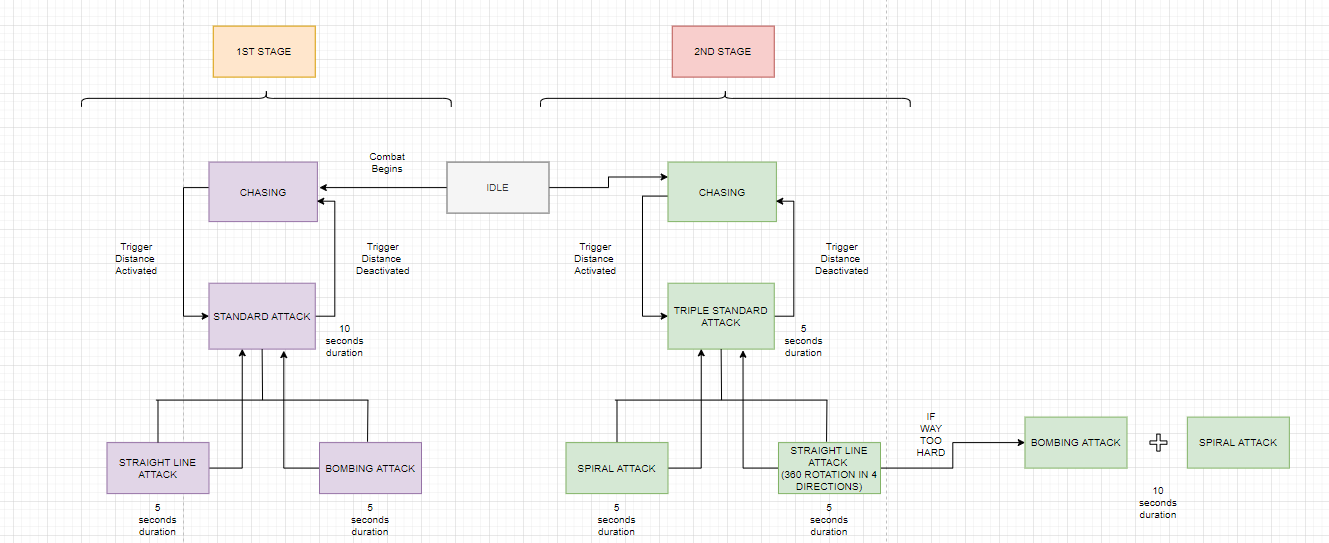 1ST STAGE
2ND STAGE
Combat
Begins
CHASING
IDLE
CHASING
Trigger
Distance
Activated
Trigger
Distance
Deactivated
Trigger
Distance
Activated
Trigger
Distance
Deactivated
STANDARD ATTACK
10
seconds
duration
TRIPLE STANDARD
ATTACK
5
seconds
duration
STRAIGHT LINE
ATTACK
5
seconds
duration
BOMBING ATTACK
5
seconds
duration
SPIRAL ATTACK
5
seconds
duration
STRAIGHT LINE
ATTACK
(360 ROTATION IN 4
DIRECTIONS)
5
seconds
duration
IF
WAY
TOO
HARD
BOMBING ATTACK
SPIRAL ATTACK
10
seconds
duration